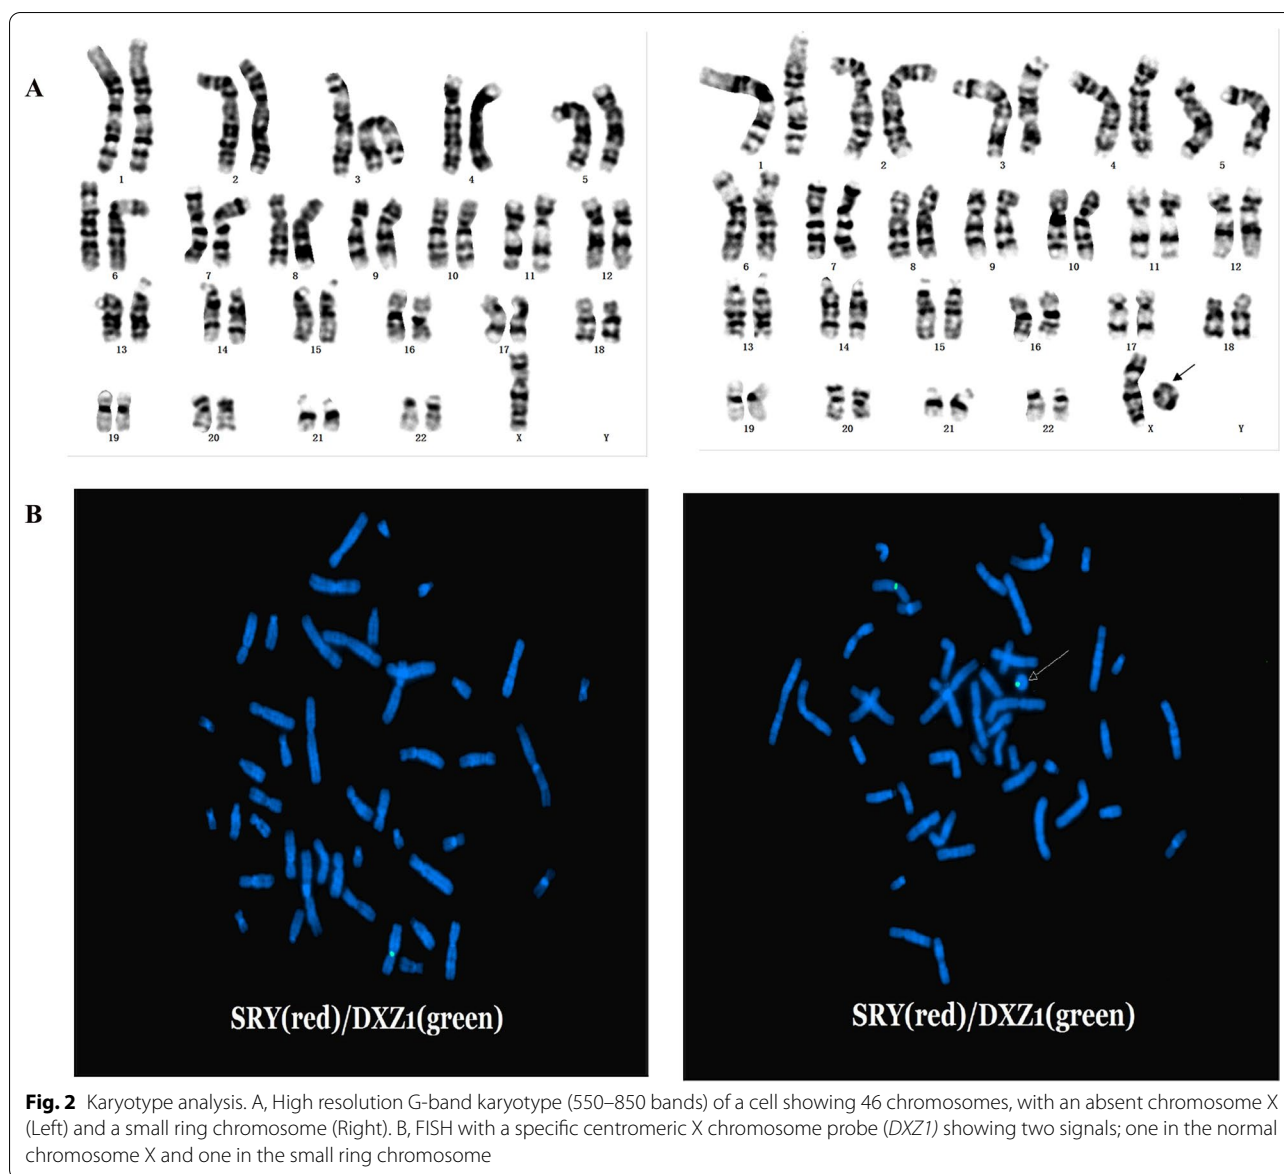 A
1 2 3 4 5
6 7 8 9 10 11 12
13 14 15 16 17 18
19 20 21 22 X Y
1 2 3 4 5
6 7 8 9 10 11 12
13 14 15 16 17 18
19 20 21 22 X Y
B
SRY(red)/DXZ1(green)
SRY(red)/DXZ1(green)
Fig. 2 Karyotype analysis. A, High resolution G-band karyotype (550–850 bands) of a cell showing 46 chromosomes, with an absent chromosome X
(Left) and a small ring chromosome (Right). B, FISH with a specific centromeric X chromosome probe (DXZ1) showing two signals; one in the normal
chromosome X and one in the small ring chromosome